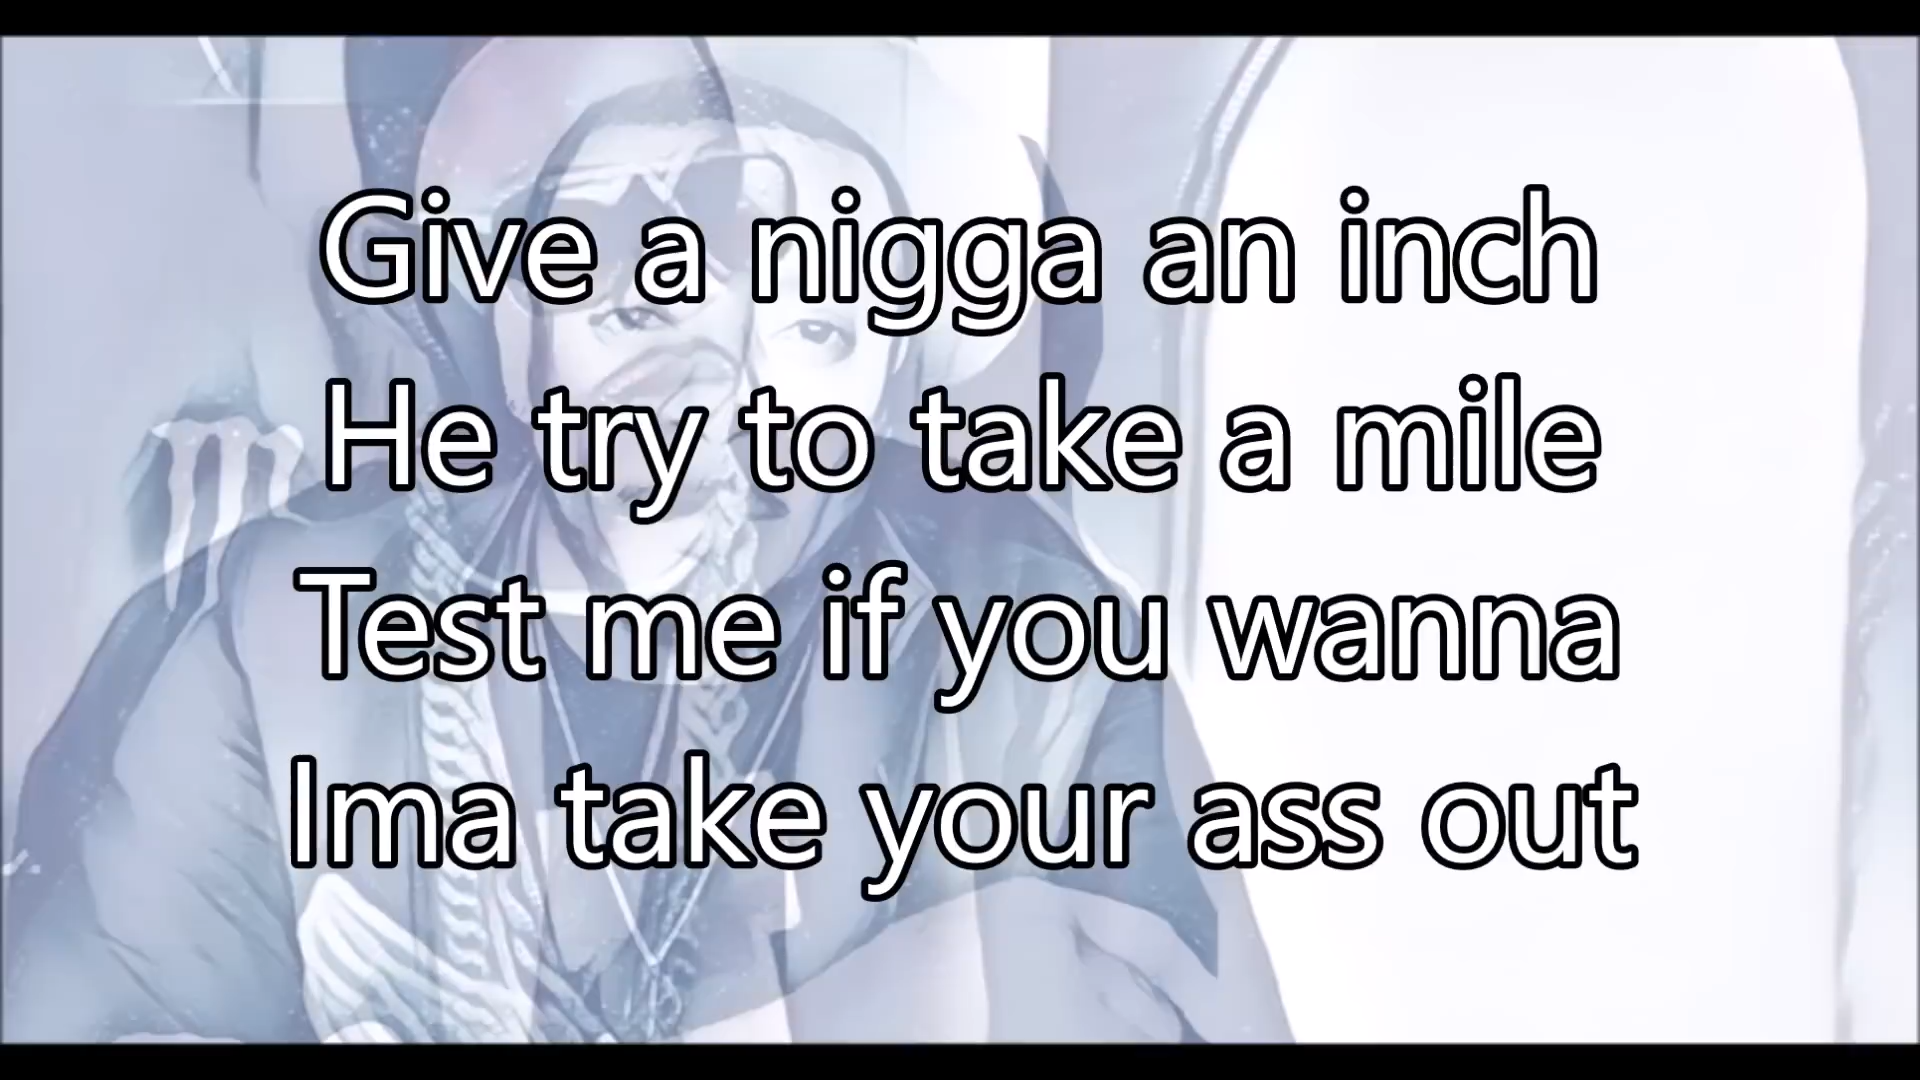 Give a nigga an inch
He try to take a mile
Test me if you wanna
Ima take your ass out